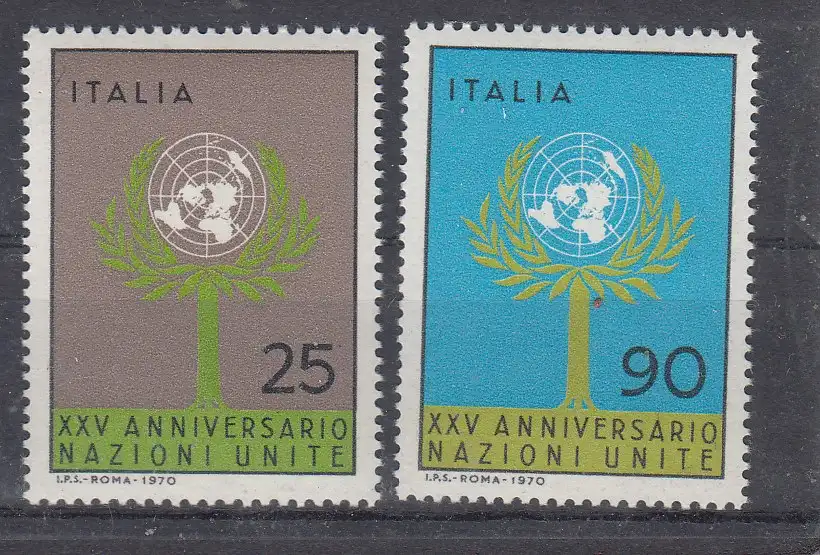 ITALIA
25
XXV ANNIVERSARIO
NAZIONI UNITE
I.P.S.-ROMA-1970
ITALIA
90
XXV ANNIVERSARIO
NAZIONI UNITE
I.P.S.-ROMA-1970